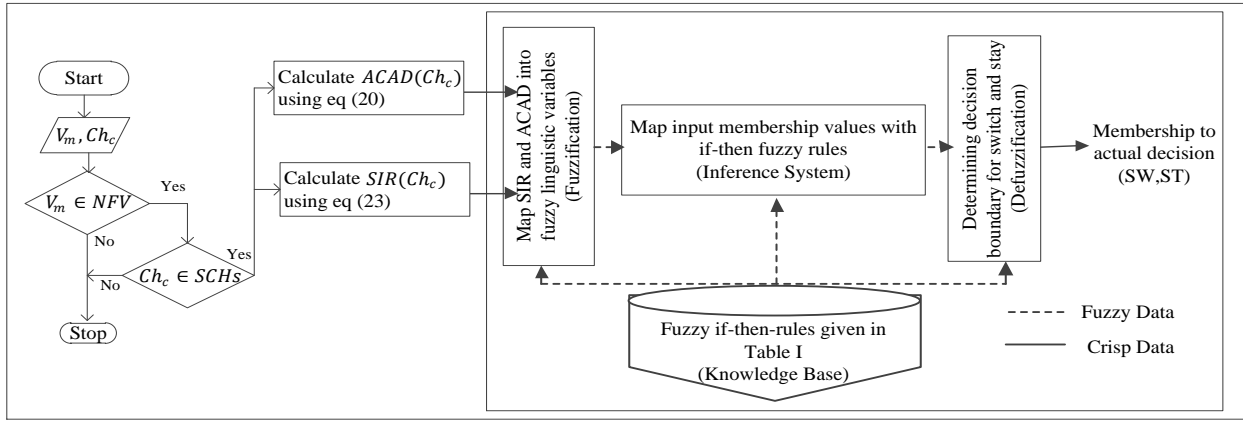 Start
V_m, Ch_c
V_m ∈ NFV
Yes
No
Ch_c ∈ SCHs
Yes
No
Stop
Calculate ACAD(Ch_c)
using eq (20)
Calculate SIR(Ch_c)
using eq (23)
Map SIR and ACAD into
fuzzy linguistic variables
(Fuzzification)
Map input membership values with
if-then fuzzy rules
(Inference System)
Determining decision
boundary for switch and stay
(Defuzzification)
Membership to
actual decision
(SW,ST)
Fuzzy if-then-rules given in
Table I
(Knowledge Base)
Fuzzy Data
Crisp Data